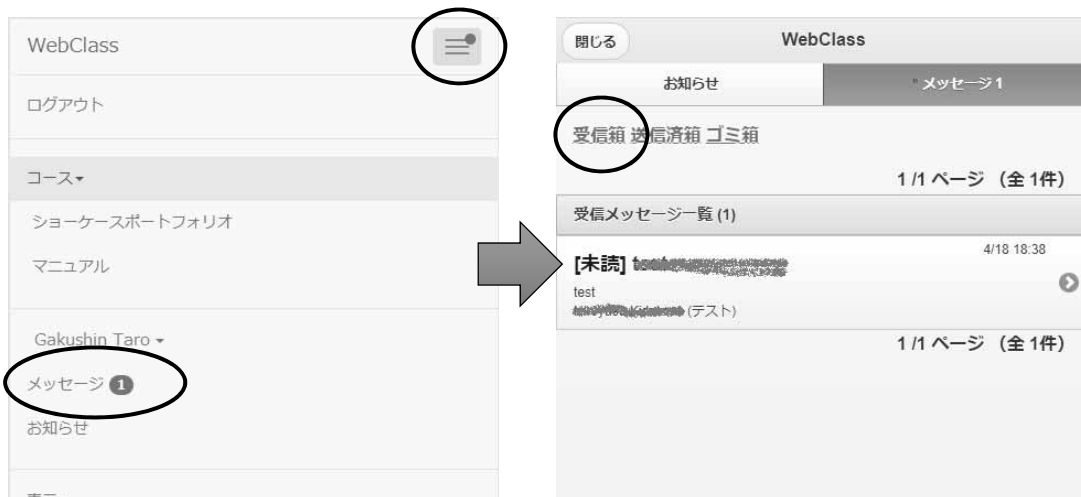 WebClass
ログアウト
コース
ショーケースポートフォリオ
マニュアル
Gakushin Taro
メッセージ 1
お知らせ
閉じる
WebClass
お知らせ
メッセージ 1
受信箱 送信済箱 ゴミ箱
1 /1 ページ （全 1件）
受信メッセージ一覧 (1)
4/18 18:38
[未読]
test
(テスト)
1 /1 ページ （全 1件）